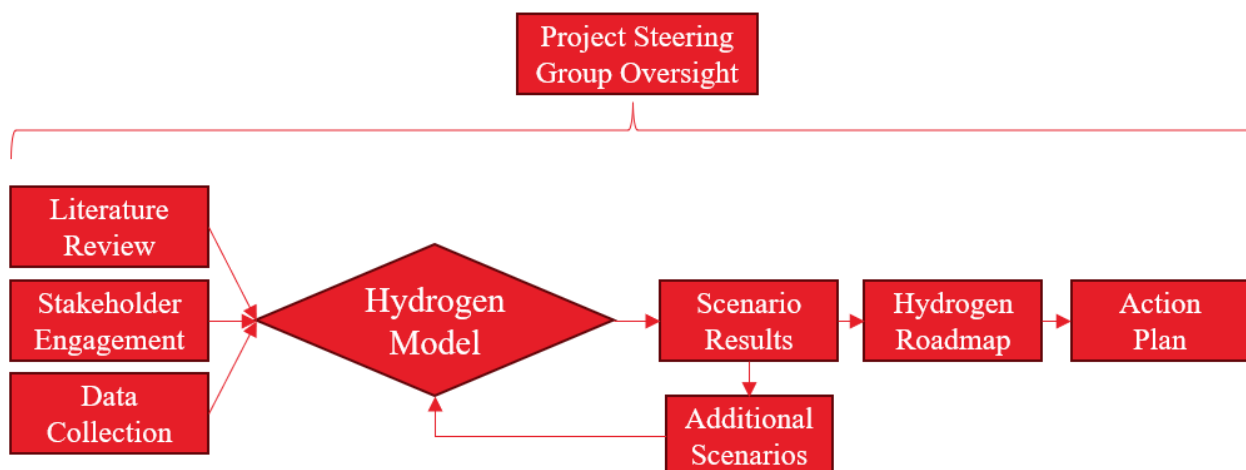 Project Steering
Group Oversight
Literature
Review
Stakeholder
Engagement
Data
Collection
Hydrogen
Model
Scenario
Results
Hydrogen
Roadmap
Action
Plan
Additional
Scenarios